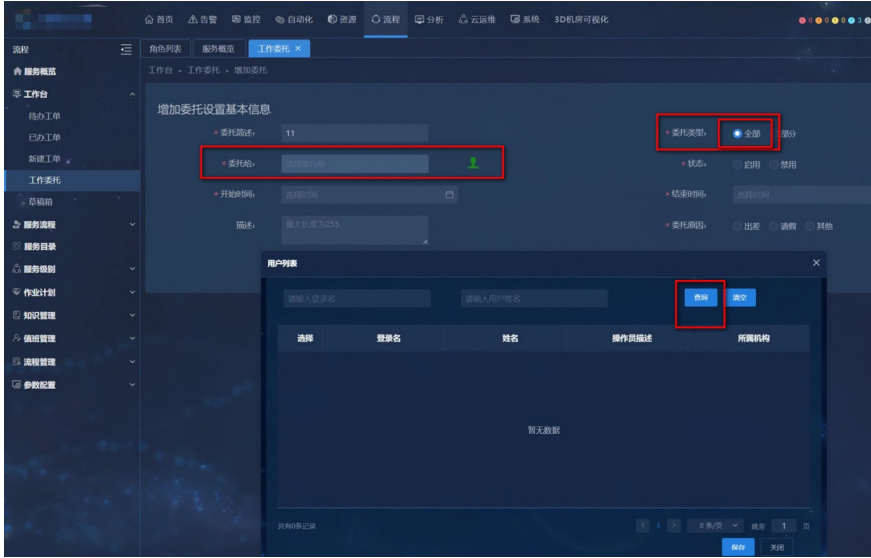 首页 告警 监控 自动化 资源 流程 分析 云运维 系统 3D机房可视化
0 0 0 0 3
流程 角色列表 服务概览 工作委托 ×
服务概览
工作台 > 工作委托 > 增加委托
工作台
待办工单
已办工单
新建工单
工作委托
草稿箱
服务流程
服务目录
服务级别
作业计划
知识管理
值班管理
流程管理
参数配置
增加委托设置基本信息
* 委托简述: 11 * 委托类型: 全部 部分
* 委托给: 选择委托给 * 状态: 启用 禁用
* 开始时间: 选择时间 * 结束时间: 选择时间
描述: 最大长度为255 * 委托原因: 出差 请假 其他
用户列表 ×
请输入登录名 请输入用户姓名 查询 清空
选择 登录名 姓名 操作员描述 所属机构
暂无数据
共有0条记录 < 1 > 8 条/页 跳至 1 页
保存 关闭